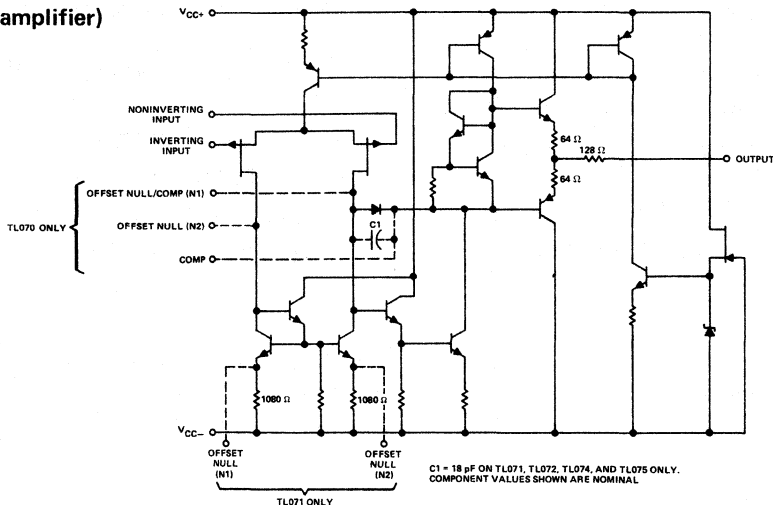 amplifier)
VCC+
NONINVERTING
INPUT
INVERTING
INPUT
OFFSET NULL/COMP (N1)
TL070 ONLY
OFFSET NULL (N2)
COMP
C1
64 Ω
128 Ω
OUTPUT
64 Ω
1080 Ω
1080 Ω
VCC−
OFFSET
NULL
(N1)
OFFSET
NULL
(N2)
TL071 ONLY
C1 = 18 pF ON TL071, TL072, TL074, AND TL075 ONLY.
COMPONENT VALUES SHOWN ARE NOMINAL